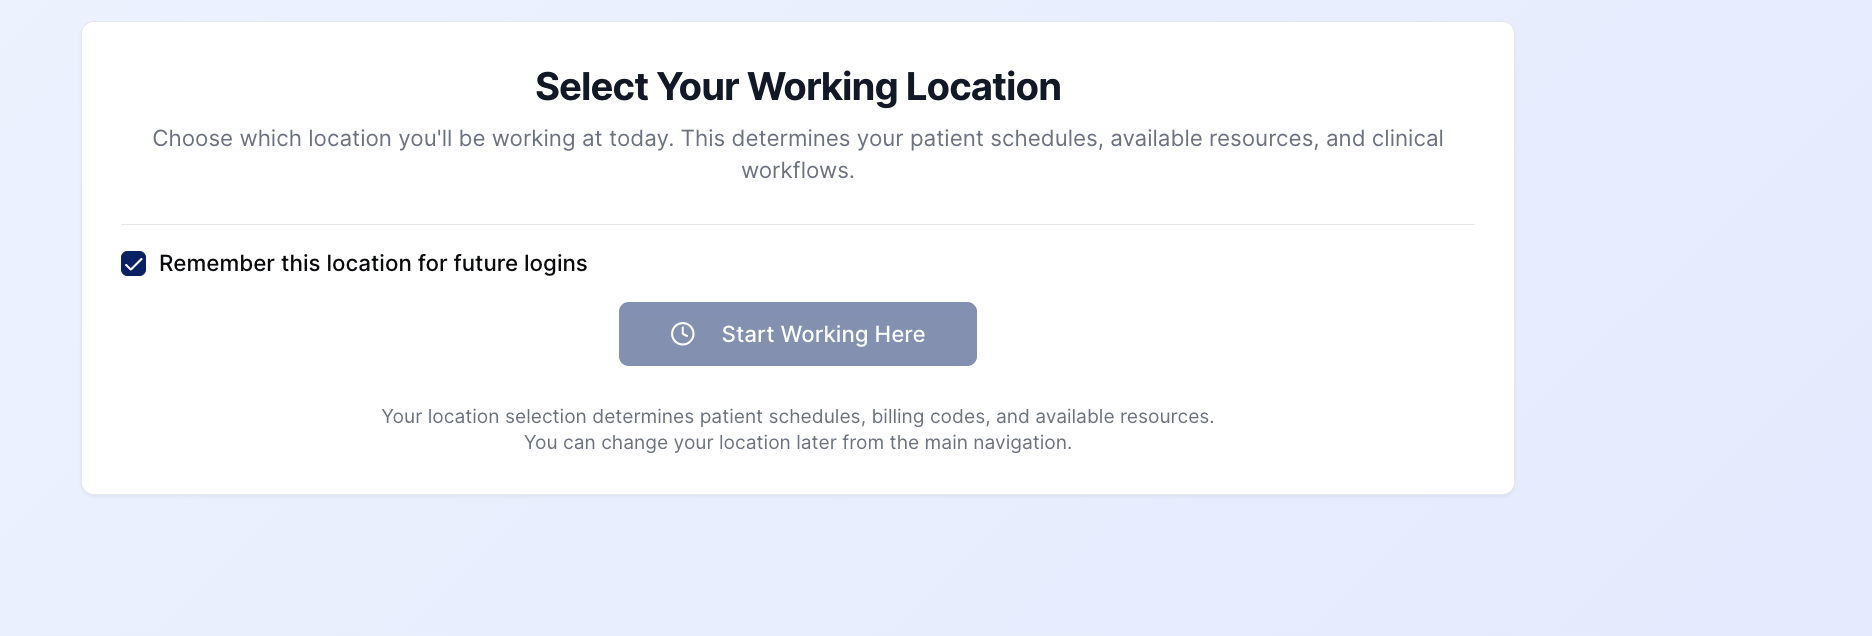 Select Your Working Location
Choose which location you'll be working at today. This determines your patient schedules, available resources, and clinical
workflows.
Remember this location for future logins
Start Working Here
Your location selection determines patient schedules, billing codes, and available resources.
You can change your location later from the main navigation.